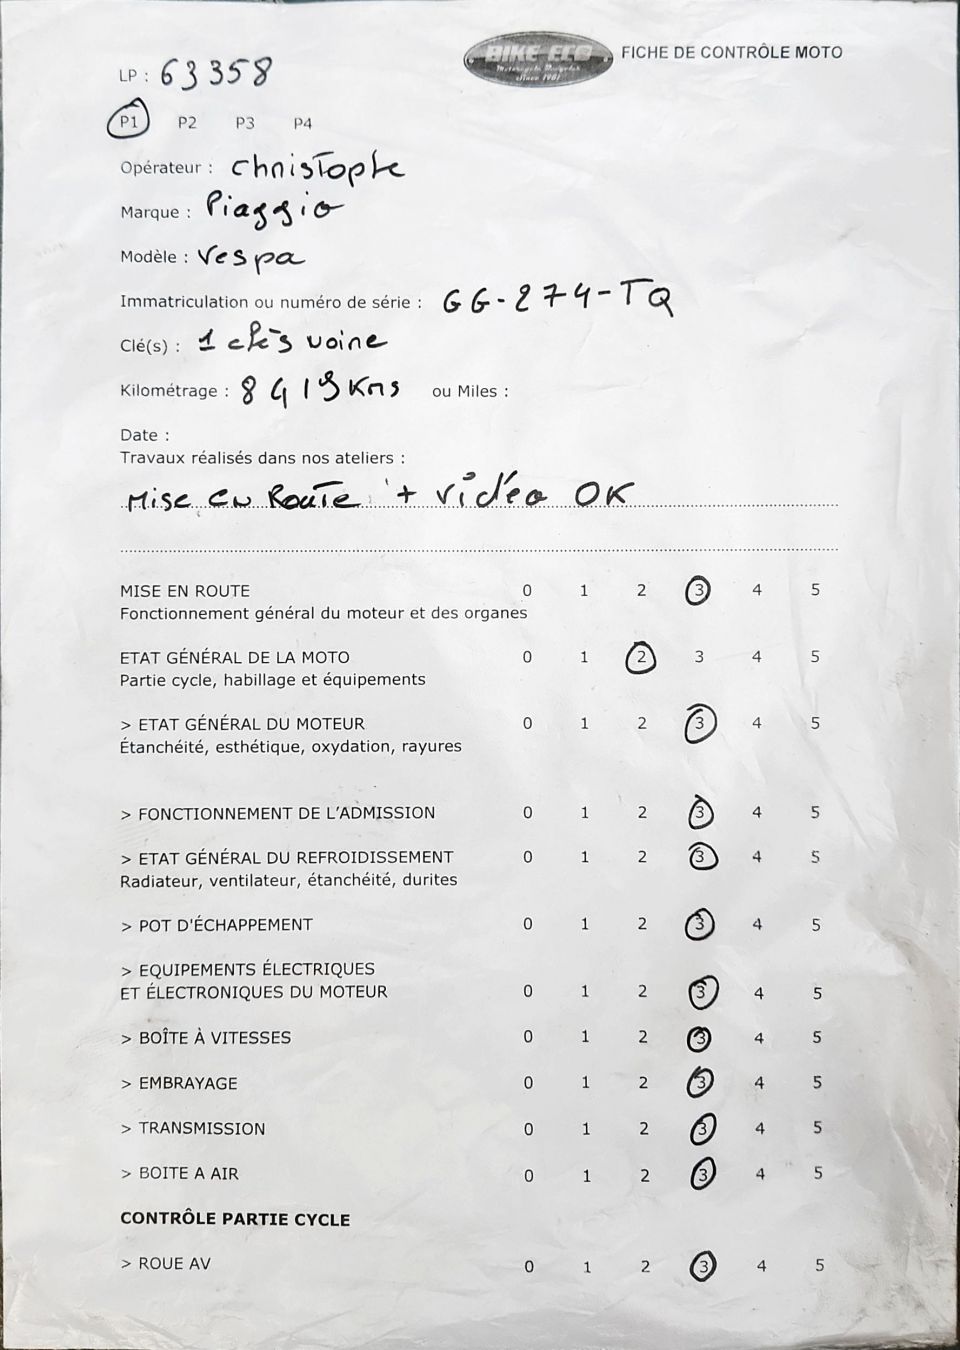 BIKE-ECO
Motorcycle Recycler
Since 1981
FICHE DE CONTRÔLE MOTO
LP : 63358
P1 P2 P3 P4
Opérateur : Christophe
Marque : Piaggio
Modèle : Vespa
Immatriculation ou numéro de série : GG-274-TQ
Clé(s) : 1 clés voine
Kilométrage : 8419 Kms ou Miles :
Date :
Travaux réalisés dans nos ateliers :
Mise en Route + vidéo OK
MISE EN ROUTE 0 1 2 3 4 5
Fonctionnement général du moteur et des organes
ETAT GÉNÉRAL DE LA MOTO 0 1 2 3 4 5
Partie cycle, habillage et équipements
> ETAT GÉNÉRAL DU MOTEUR 0 1 2 3 4 5
Étanchéité, esthétique, oxydation, rayures
> FONCTIONNEMENT DE L'ADMISSION 0 1 2 3 4 5
> ETAT GÉNÉRAL DU REFROIDISSEMENT 0 1 2 3 4 5
Radiateur, ventilateur, étanchéité, durites
> POT D'ÉCHAPPEMENT 0 1 2 3 4 5
> EQUIPEMENTS ÉLECTRIQUES
ET ÉLECTRONIQUES DU MOTEUR 0 1 2 3 4 5
> BOÎTE À VITESSES 0 1 2 3 4 5
> EMBRAYAGE 0 1 2 3 4 5
> TRANSMISSION 0 1 2 3 4 5
> BOITE A AIR 0 1 2 3 4 5
CONTRÔLE PARTIE CYCLE
> ROUE AV 0 1 2 3 4 5